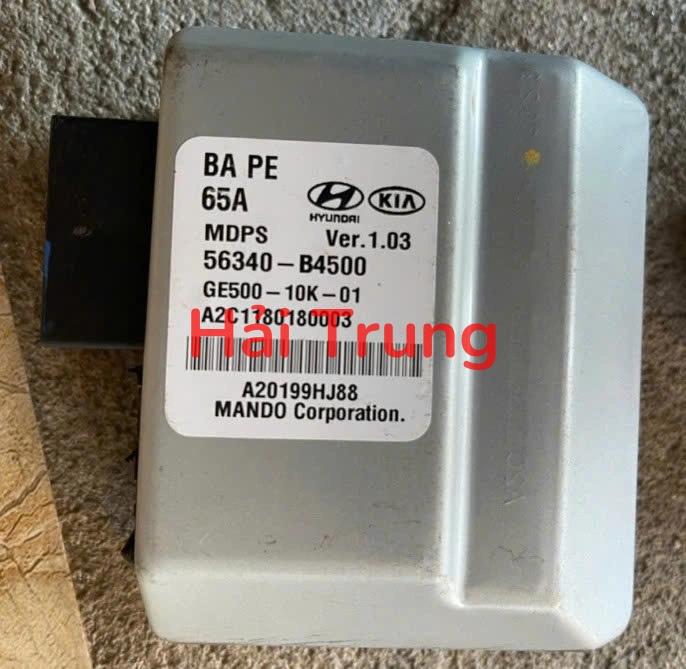 BA PE
65A
HYUNDAI
KIA
MDPS Ver.1.03
56340-B4500
GE500-10K-01
A2C1180180003
Hải Trung
A20199HJ88
MANDO Corporation.